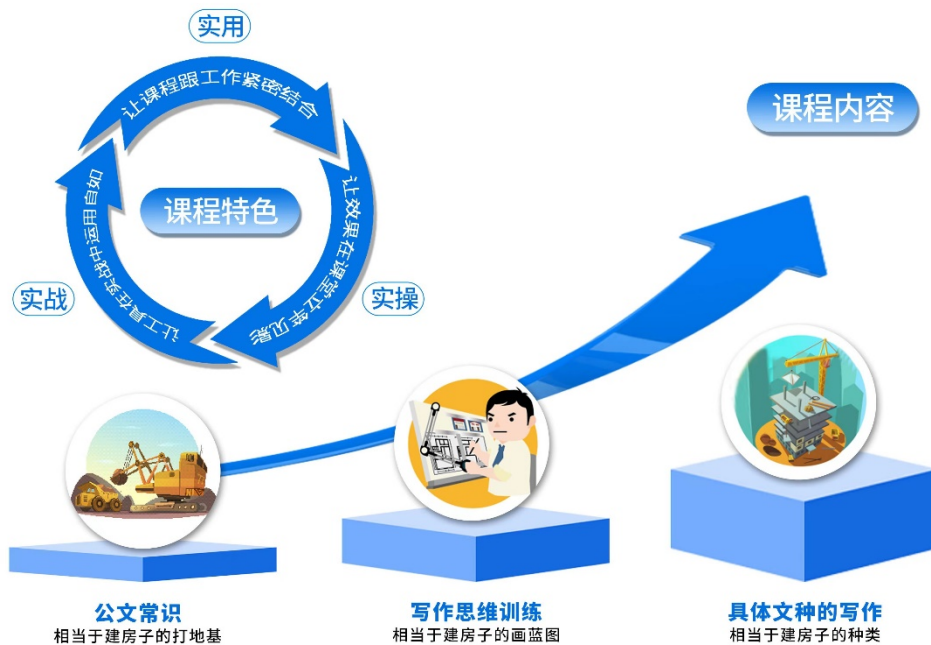 实用
让课程跟工作紧密结合
课程特色
让效果在课堂立竿见影
实操
让工具在实战中运用自如
实战
课程内容
公文常识
相当于建房子的打地基
写作思维训练
相当于建房子的画蓝图
具体文种的写作
相当于建房子的种类